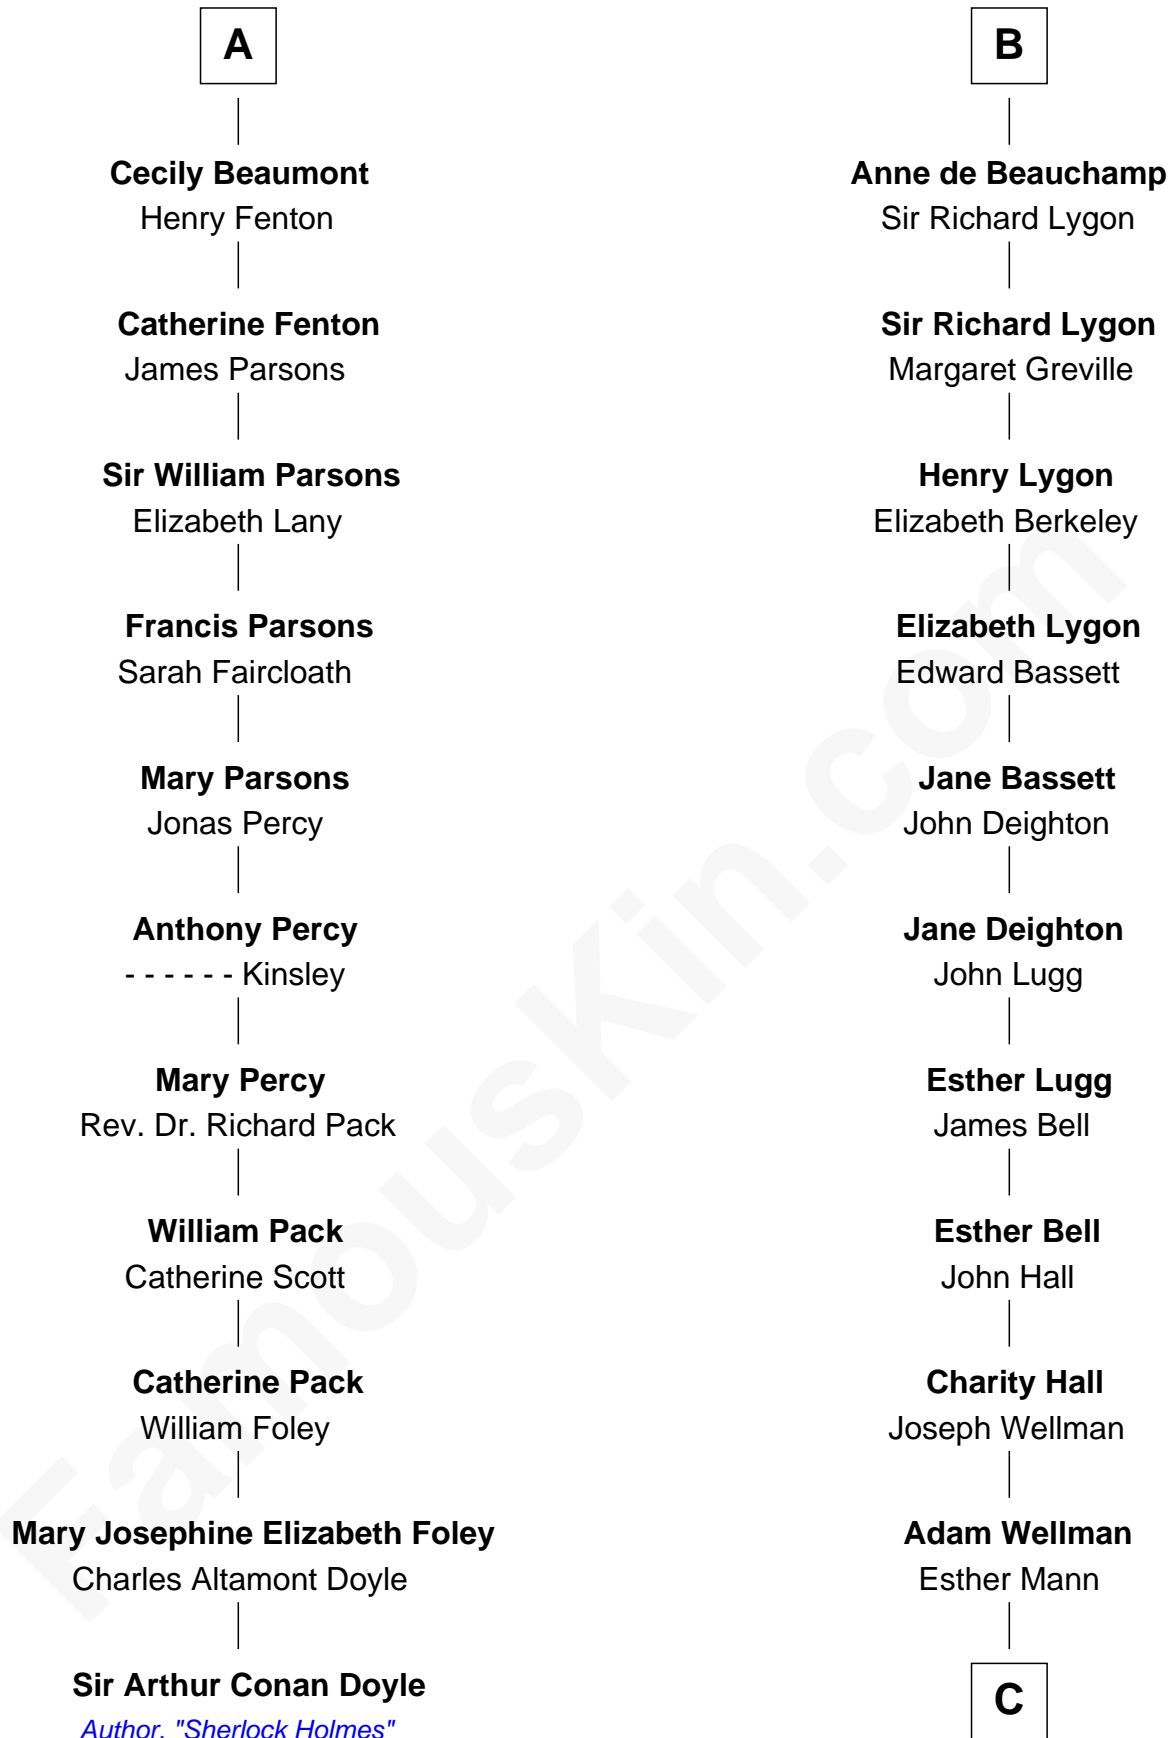 A
Cecily Beaumont
Henry Fenton
Catherine Fenton
James Parsons
Sir William Parsons
Elizabeth Lany
Francis Parsons
Sarah Faircloath
Mary Parsons
Jonas Percy
Anthony Percy
- - - - - - Kinsley
Mary Percy
Rev. Dr. Richard Pack
William Pack
Catherine Scott
Catherine Pack
William Foley
Mary Josephine Elizabeth Foley
Charles Altamont Doyle
Sir Arthur Conan Doyle
Author, "Sherlock Holmes"
B
Anne de Beauchamp
Sir Richard Lygon
Sir Richard Lygon
Margaret Greville
Henry Lygon
Elizabeth Berkeley
Elizabeth Lygon
Edward Bassett
Jane Bassett
John Deighton
Jane Deighton
John Lugg
Esther Lugg
James Bell
Esther Bell
John Hall
Charity Hall
Joseph Wellman
Adam Wellman
Esther Mann
C
FamousKin.com